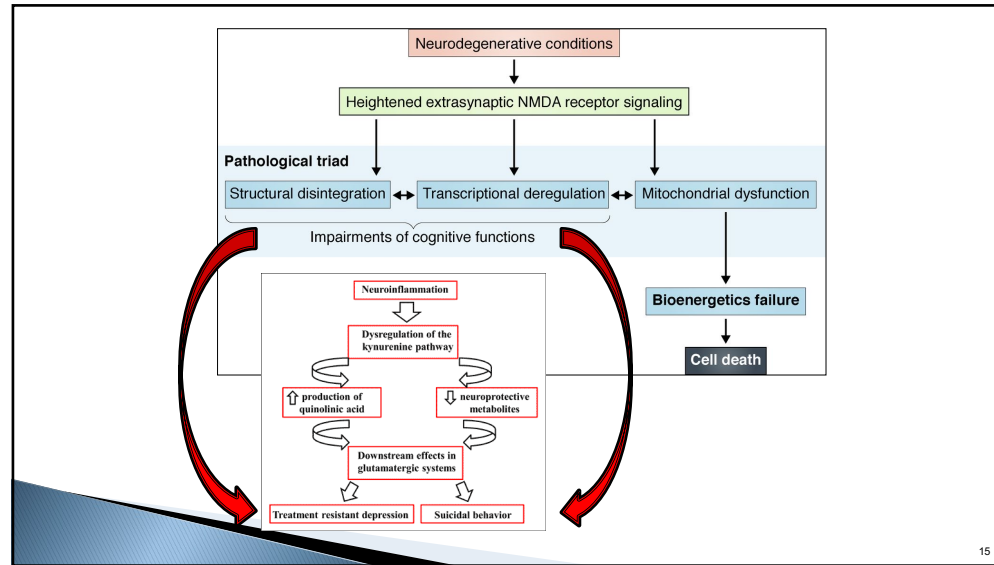 Neurodegenerative conditions
Heightened extrasynaptic NMDA receptor signaling
Pathological triad
Structural disintegration
Transcriptional deregulation
Mitochondrial dysfunction
Impairments of cognitive functions
Bioenergetics failure
Cell death
Neuroinflammation
Dysregulation of the
kynurenine pathway
production of
quinolinic acid
neuroprotective
metabolites
Downstream effects in
glutamatergic systems
Treatment resistant depression
Suicidal behavior
15